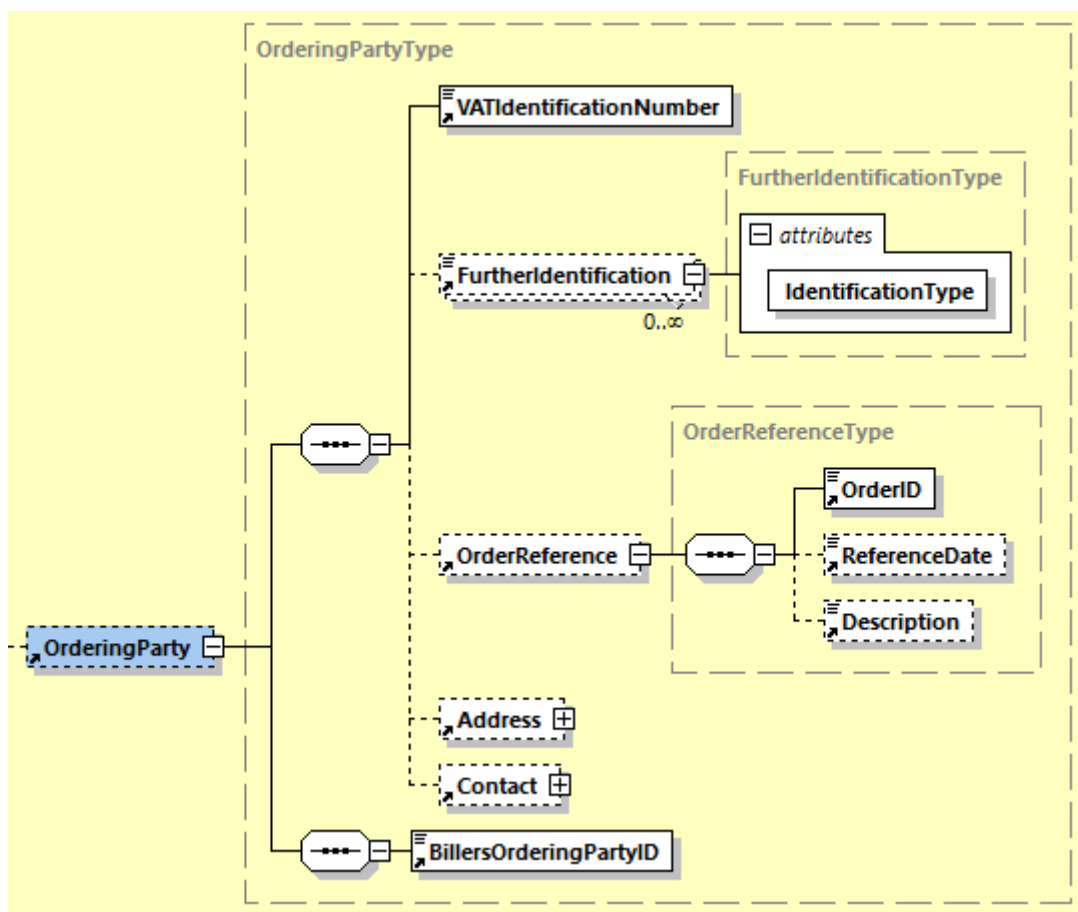 OrderingPartyType
VATIdentificationNumber
FurtherIdentificationType
attributes
FurtherIdentification
IdentificationType
0..∞
OrderReferenceType
OrderID
OrderReference
ReferenceDate
Description
OrderingParty
Address
Contact
BillersOrderingPartyID